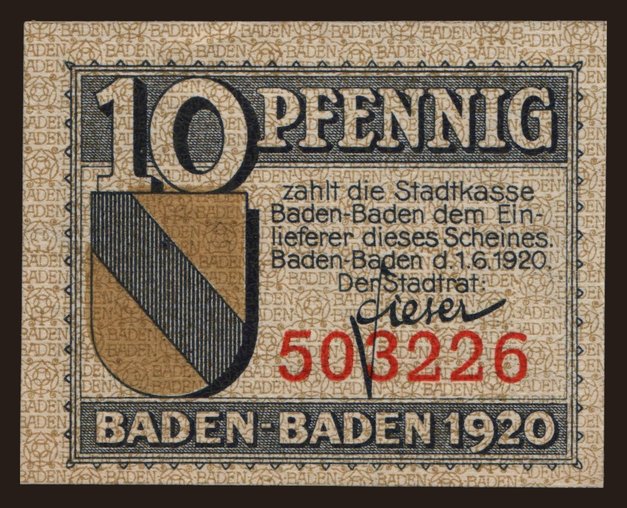 10 PFENNIG
zahlt die Stadtkasse
Baden-Baden dem Ein-
lieferer dieses Scheines.
Baden-Baden d. 1.6.1920.
Der Stadtrat:
503226
BADEN-BADEN 1920